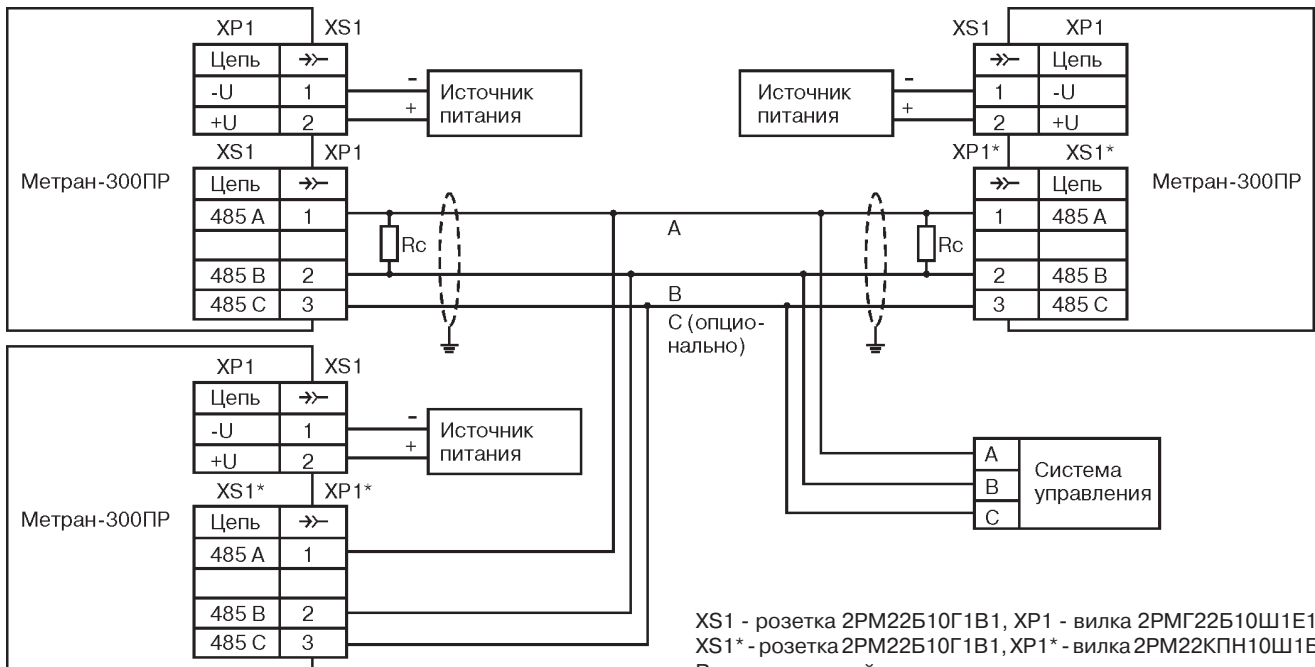 XP1 XS1
Цепь
-U 1
+U 2
- 
+
Источник
питания
XS1 XP1
Метран-300ПР
Цепь
485 A 1
485 B 2
485 C 3
Rc
A
B
C (опцио-
нально)
XS1 XP1
Цепь
1 -U
2 +U
-
+
Источник
питания
XP1* XS1*
Метран-300ПР
Цепь
1 485 A
2 485 B
3 485 C
Rc
XP1 XS1
Цепь
-U 1
+U 2
-
+
Источник
питания
XS1* XP1*
Метран-300ПР
Цепь
485 A 1
485 B 2
485 C 3
A
B
C
Система
управления
XS1 - розетка 2РМ22Б10Г1В1, XP1 - вилка 2РМГ22Б10Ш1Е1
XS1* - розетка 2РМ22Б10Г1В1, XP1* - вилка 2РМ22КПН10Ш1